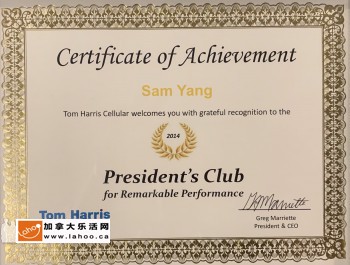 Certificate of Achievement
Sam Yang
Tom Harris Cellular welcomes you with grateful recognition to the
2014
President's Club
for Remarkable Performance
Greg Marriette
President & CEO
Tom Harris
Lahoo
加拿大乐活网
www.lahoo.ca